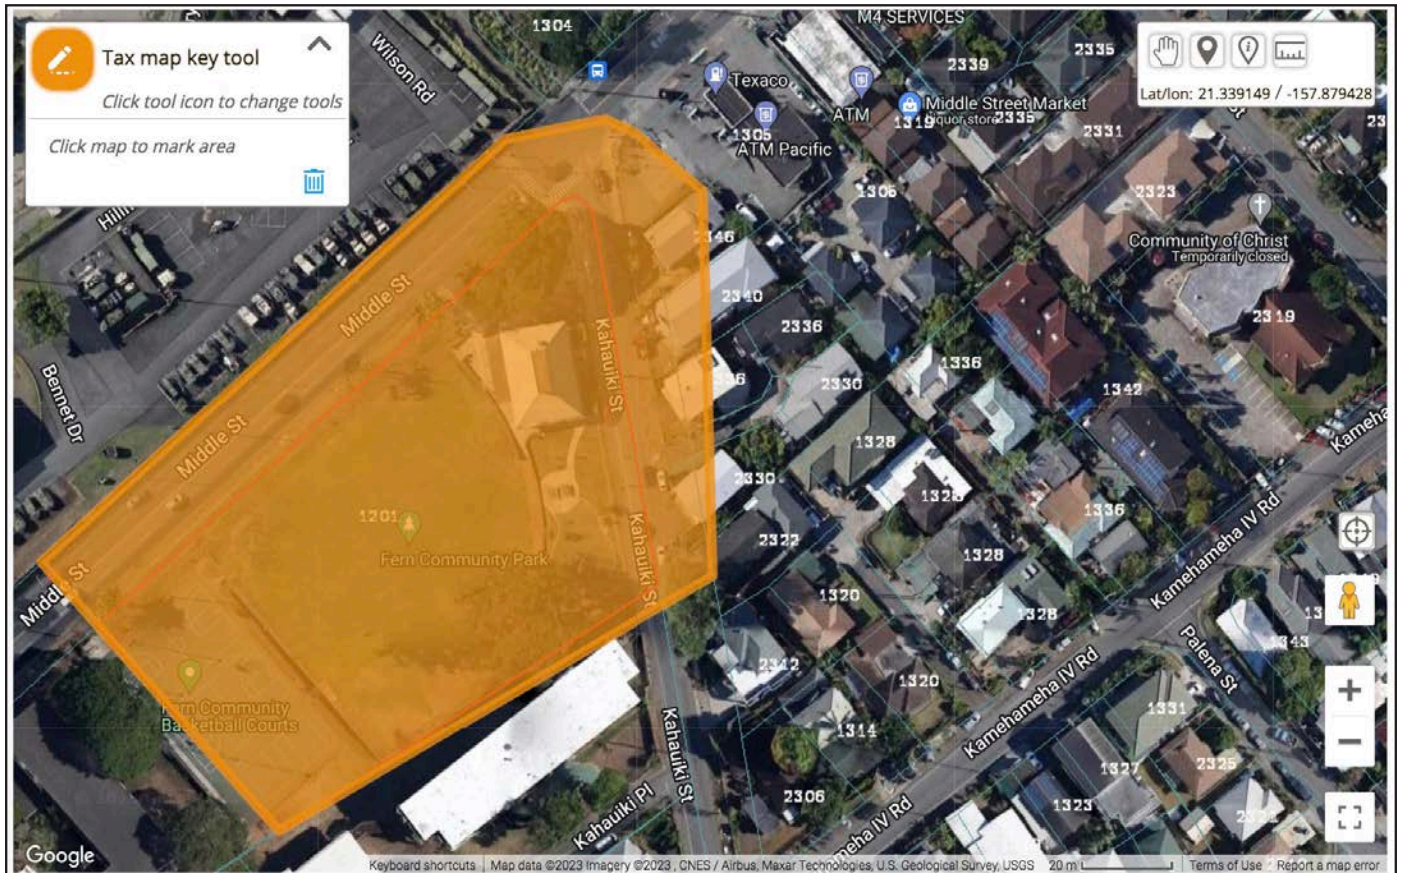 Tax map key tool
Click tool icon to change tools
Click map to mark area
Lat/lon: 21.339149 / -157.879428
1304
M4 SERVICES
Wilson Rd
2335
2339
Texaco
ATM
Middle Street Market
Liquor store
1319
2335
2331
1305
ATM Pacific
2323
1305
Community of Christ
Temporarily closed
2340
2319
Middle St
2336
Kahauiki St
1336
2330
1342
Bennet Dr
Middle St
1328
2330
1328
1336
1201
Fern Community Park
Kahauiki St
2322
1328
Kamehameha IV Rd
Middle St
1320
1328
1343
Palena St
2312
1320
Fern Community
Basketball Courts
Kamehameha IV Rd
Kahauiki St
1314
1331
1327
2325
2306
1323
Kahauiki Pl
Google
Keyboard shortcuts
Map data ©2023 Imagery ©2023 , CNES / Airbus, Maxar Technologies, U.S. Geological Survey, USGS
20 m
Terms of Use
Report a map error